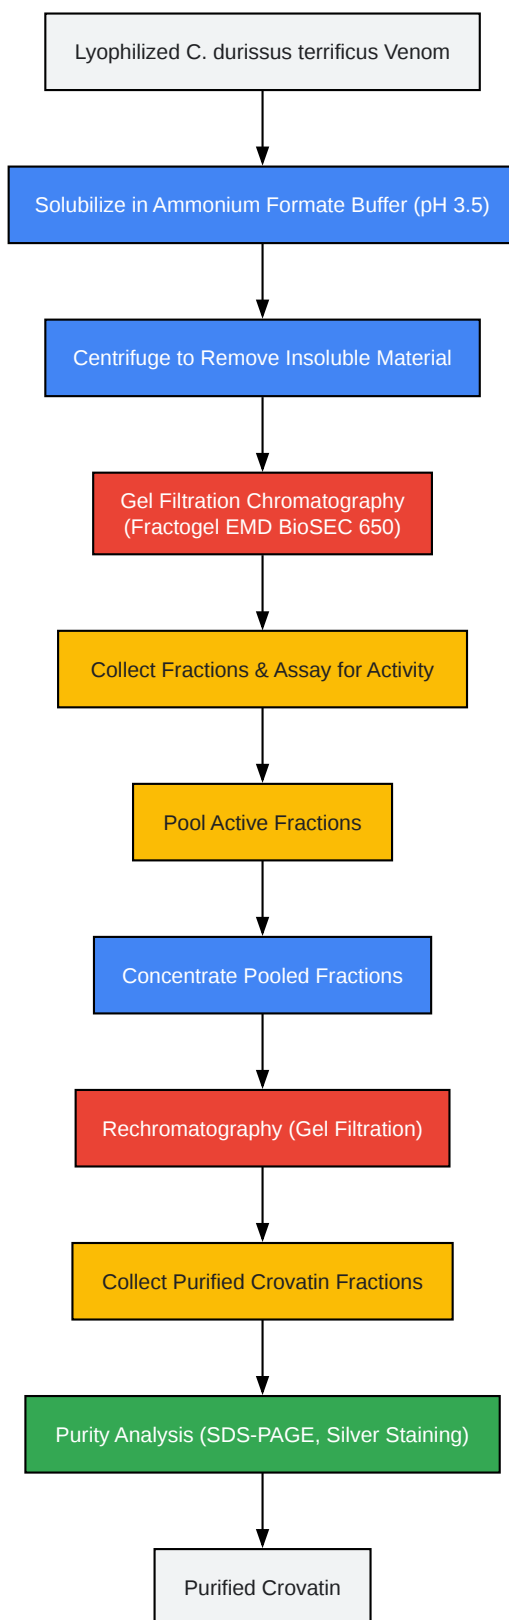 Lyophilized C. durissus terrificus Venom
Solubilize in Ammonium Formate Buffer (pH 3.5)
Centrifuge to Remove Insoluble Material
Gel Filtration Chromatography
(Fractogel EMD BioSEC 650)
Collect Fractions & Assay for Activity
Pool Active Fractions
Concentrate Pooled Fractions
Rechromatography (Gel Filtration)
Collect Purified Crovatin Fractions
Purity Analysis (SDS-PAGE, Silver Staining)
Purified Crovatin